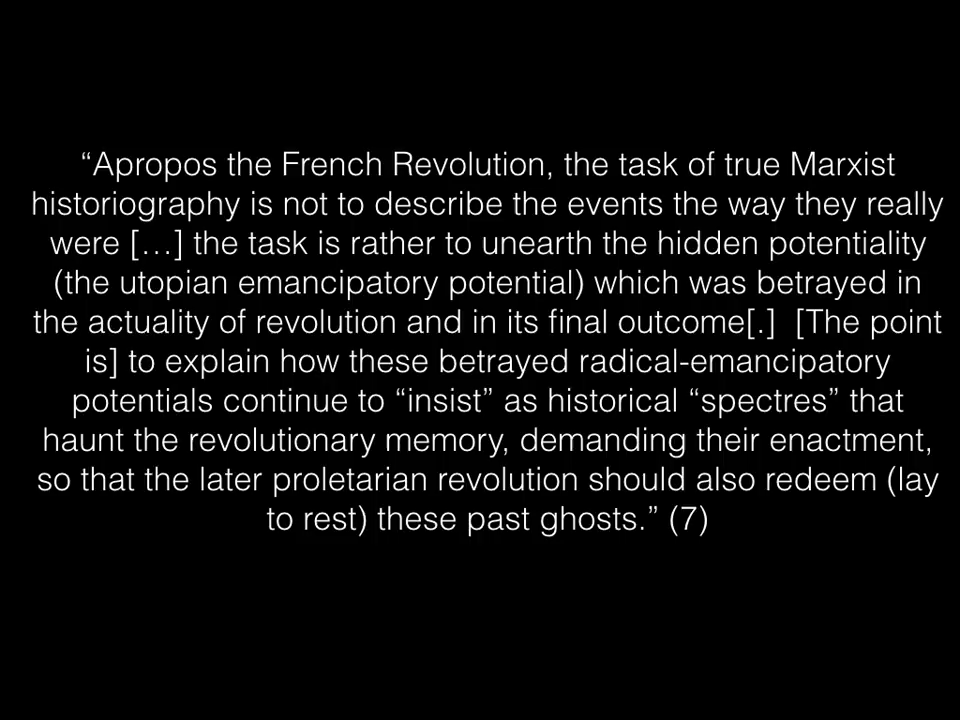 “Apropos the French Revolution, the task of true Marxist
historiography is not to describe the events the way they really
were […] the task is rather to unearth the hidden potentiality
(the utopian emancipatory potential) which was betrayed in
the actuality of revolution and in its final outcome[.]  [The point
is] to explain how these betrayed radical-emancipatory
potentials continue to “insist” as historical “spectres” that
haunt the revolutionary memory, demanding their enactment,
so that the later proletarian revolution should also redeem (lay
to rest) these past ghosts.” (7)